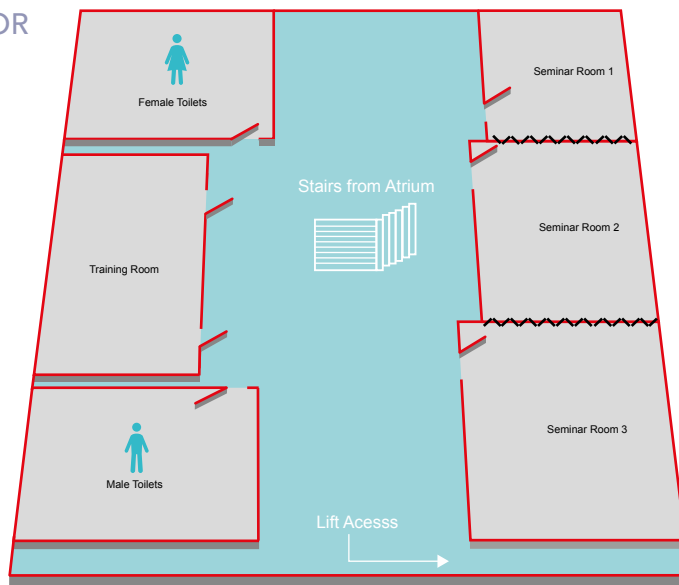 OR
Female Toilets
Seminar Room 1
Stairs from Atrium
Seminar Room 2
Training Room
Seminar Room 3
Male Toilets
Lift Acesss